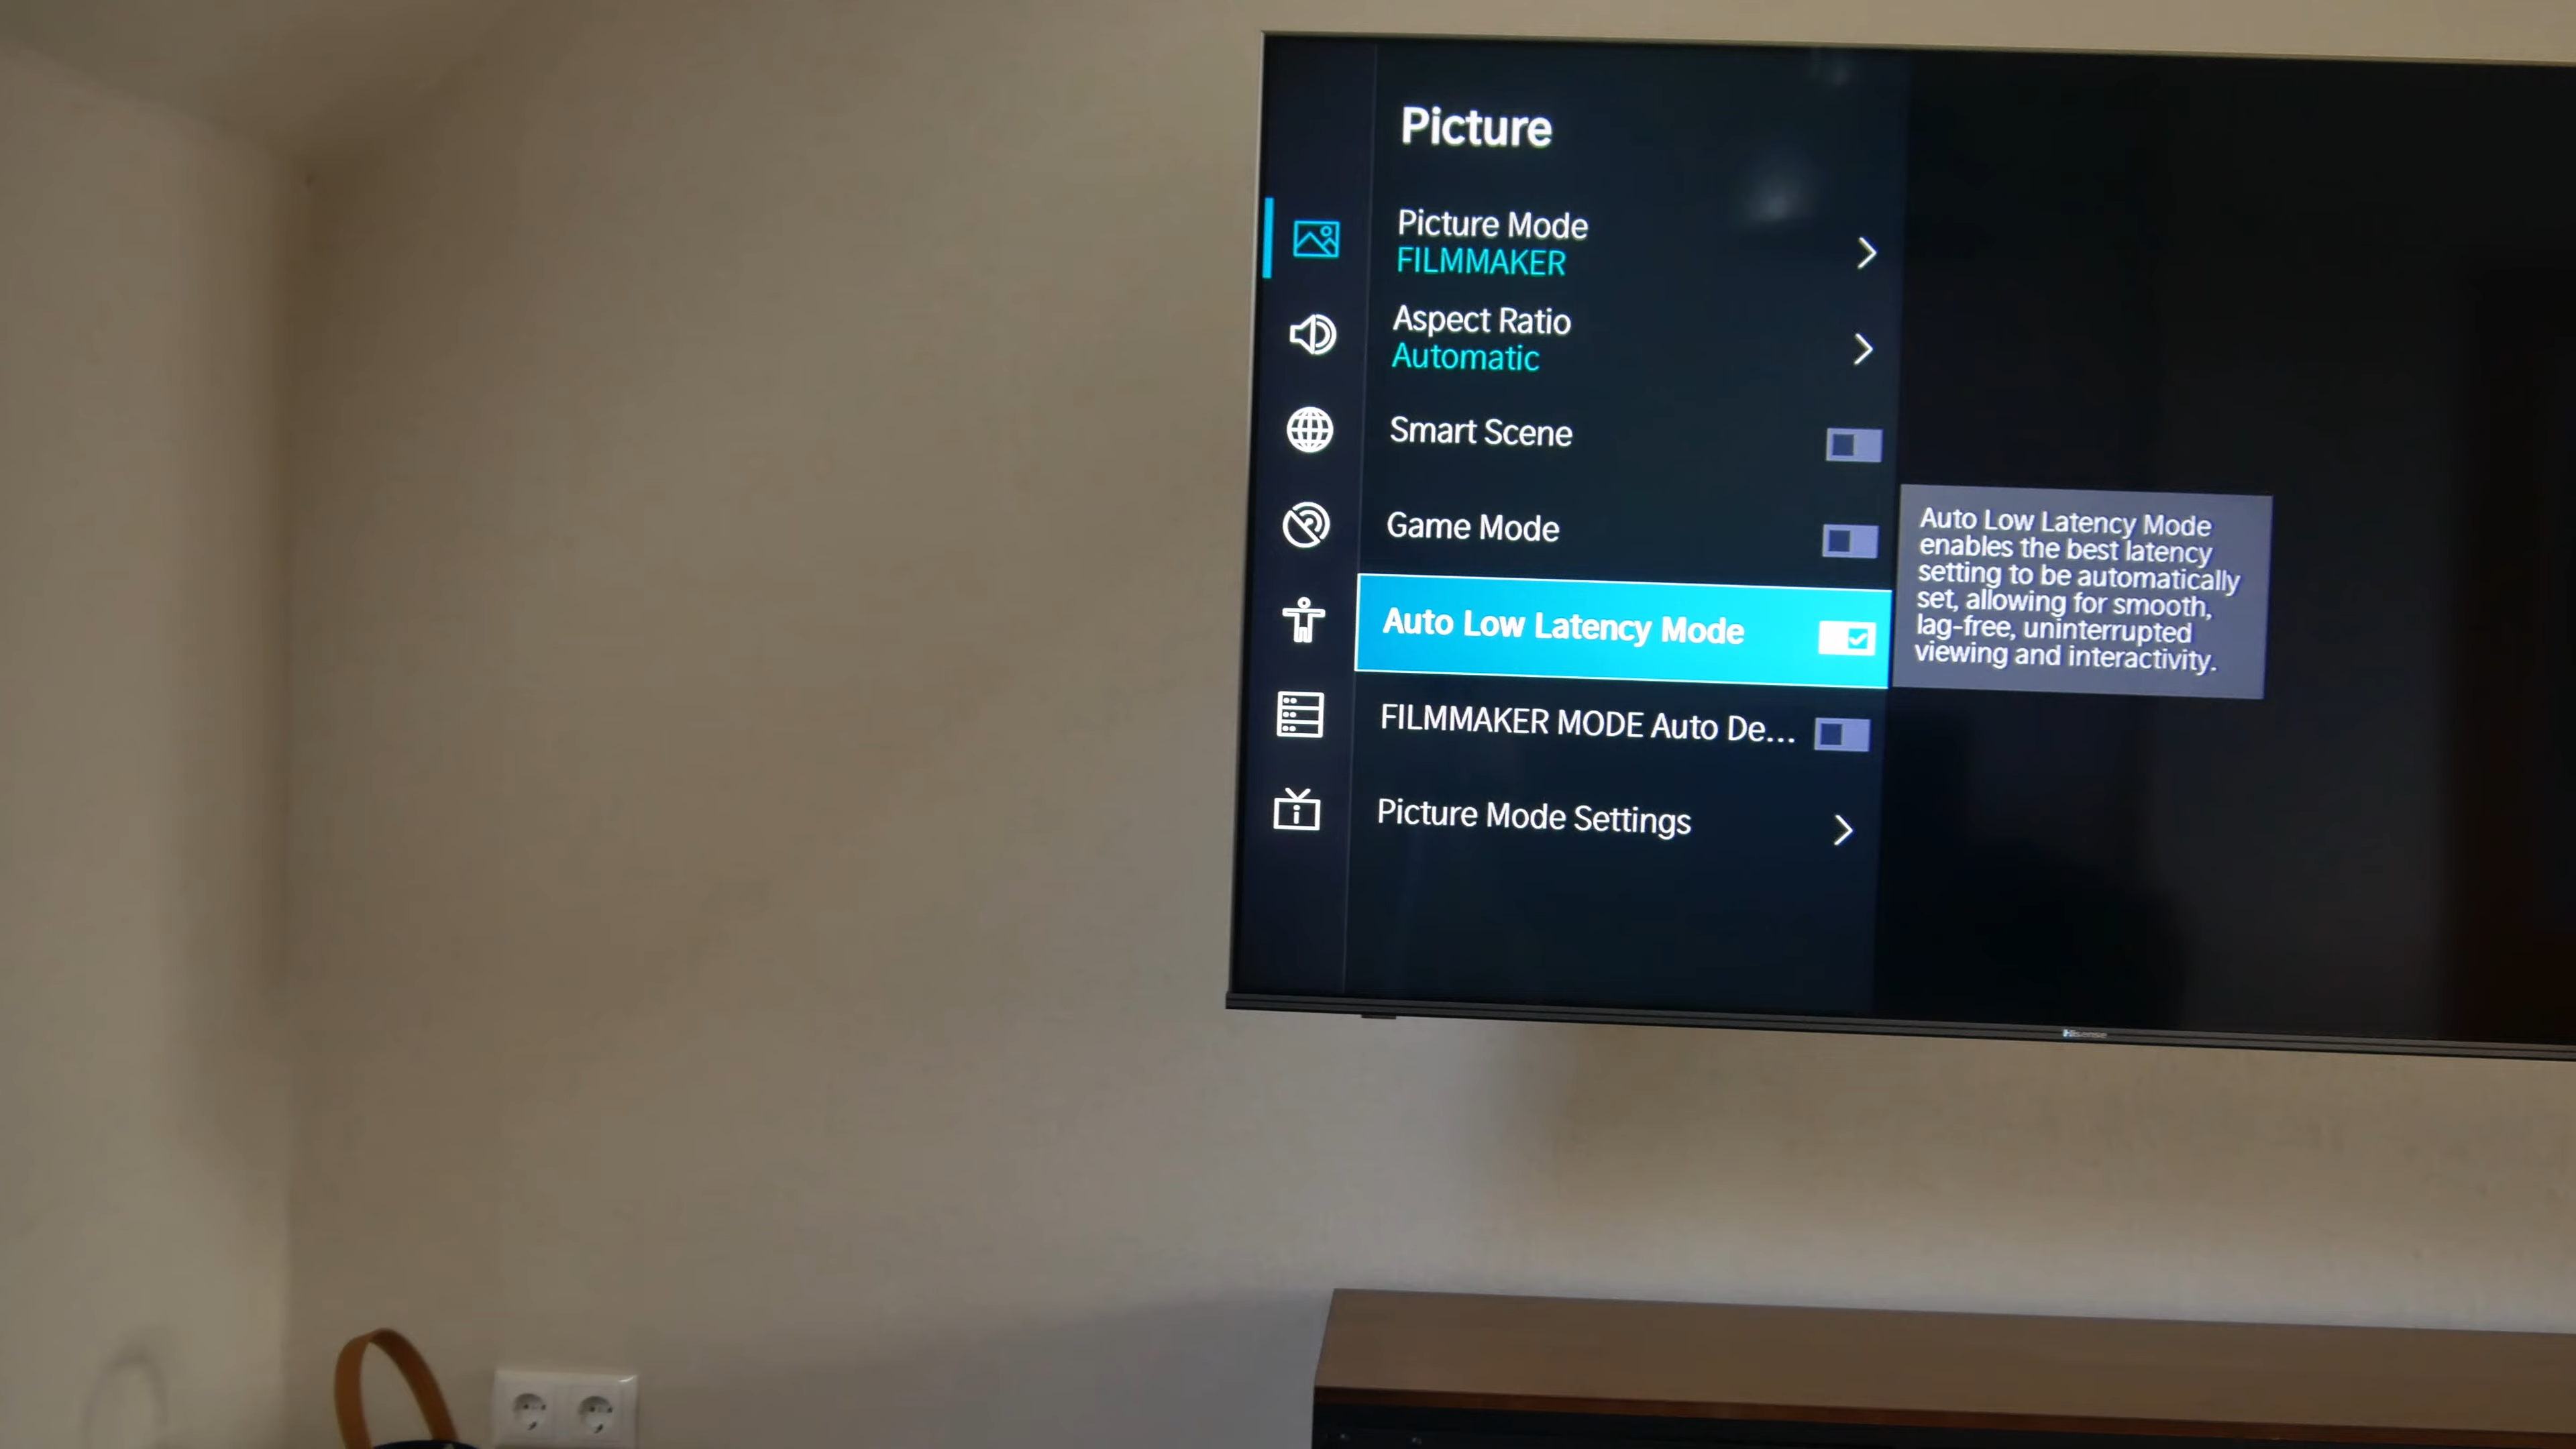 Picture
Picture Mode
FILMMAKER
Aspect Ratio
Automatic
Smart Scene
Game Mode
Auto Low Latency Mode
FILMMAKER MODE Auto De...
Picture Mode Settings
Auto Low Latency Mode
enables the best latency
setting to be automatically
set, allowing for smooth,
lag-free, uninterrupted
viewing and interactivity.
Hisense